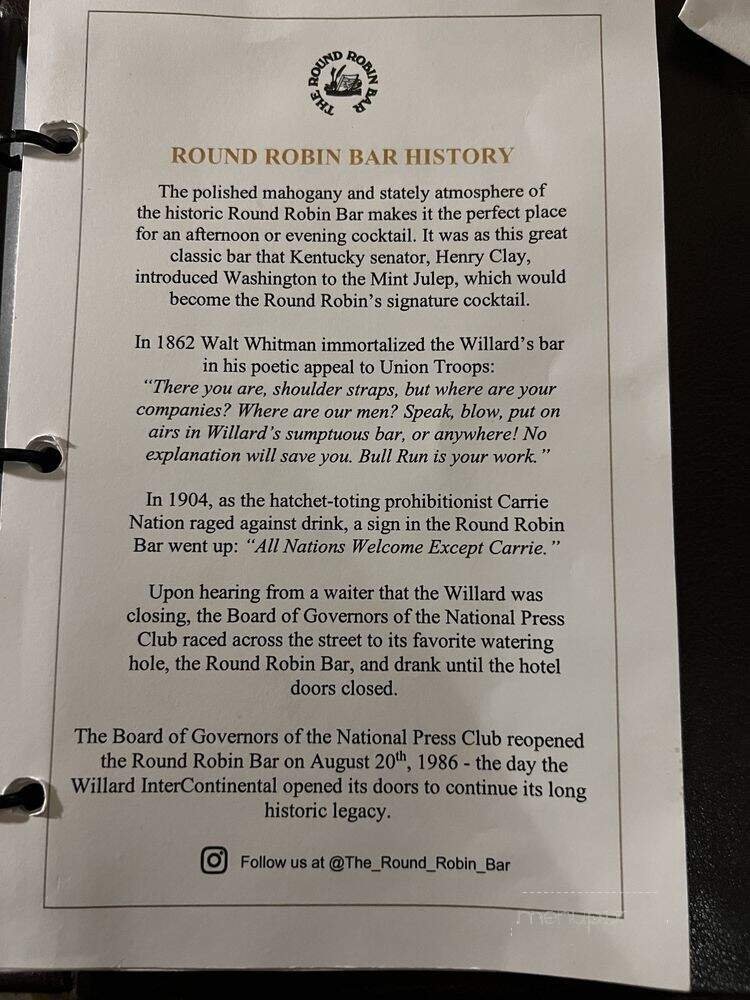 THE ROUND ROBIN BAR
ROUND ROBIN BAR HISTORY
The polished mahogany and stately atmosphere of
the historic Round Robin Bar makes it the perfect place
for an afternoon or evening cocktail. It was as this great
classic bar that Kentucky senator, Henry Clay,
introduced Washington to the Mint Julep, which would
become the Round Robin's signature cocktail.
In 1862 Walt Whitman immortalized the Willard's bar
in his poetic appeal to Union Troops:
"There you are, shoulder straps, but where are your
companies? Where are our men? Speak, blow, put on
airs in Willard's sumptuous bar, or anywhere! No
explanation will save you. Bull Run is your work."
In 1904, as the hatchet-toting prohibitionist Carrie
Nation raged against drink, a sign in the Round Robin
Bar went up: "All Nations Welcome Except Carrie."
Upon hearing from a waiter that the Willard was
closing, the Board of Governors of the National Press
Club raced across the street to its favorite watering
hole, the Round Robin Bar, and drank until the hotel
doors closed.
The Board of Governors of the National Press Club reopened
the Round Robin Bar on August 20th, 1986 - the day the
Willard InterContinental opened its doors to continue its long
historic legacy.
Follow us at @The_Round_Robin_Bar